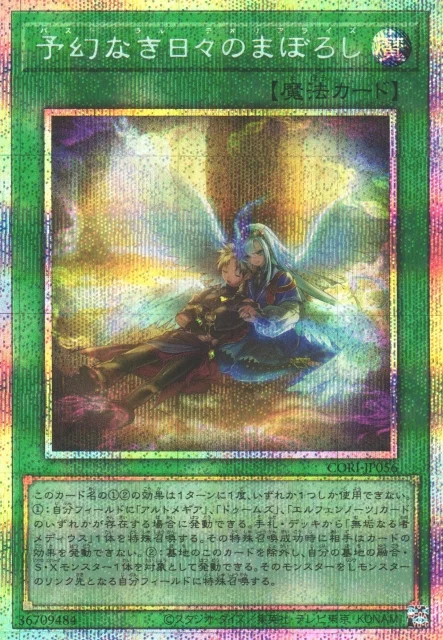 予幻なぎ日々のまぼろし
魔
【魔法カード】
CORI-JP056
このカード名の①②の効果は1ターンに1度、いずれか1つしか使用できない。
①:自分フィールドに「アルトメギア」、「ドゥームズ」、「エルフェンノーツ」カード
のいずれかが存在する場合に発動できる。手札・デッキから「無垢なる者
メディウス」1体を特殊召喚する。その特殊召喚成功時に相手はカードの
効果を発動できない。②:墓地のこのカードを除外し、自分の墓地の融合・
S・Xモンスター1体を対象として発動できる。そのモンスターをLモンスター
のリンク先となる自分フィールドに特殊召喚する。
36709484
©スタジオ・ダイス/集英社・テレビ東京・KONAMI